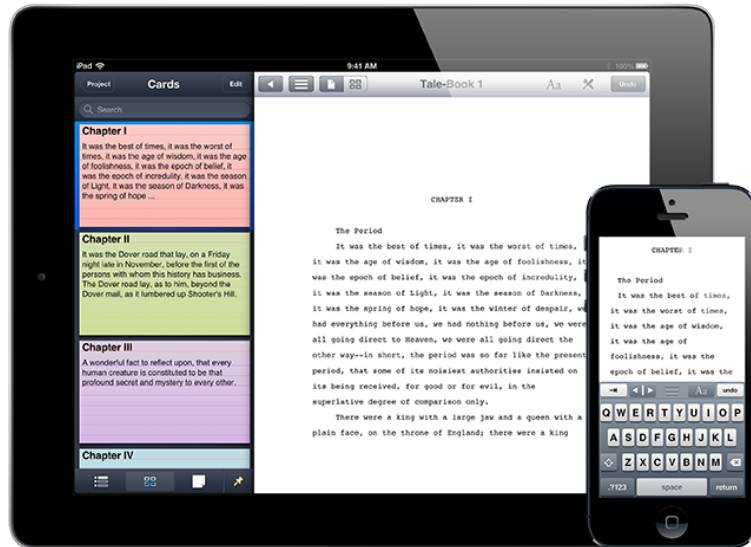 iPad
9:41 AM
100%
Project
Cards
Edit
Tale-Book 1
Aa
Undo
Search
Chapter I
It was the best of times, it was the worst of
times, it was the age of wisdom, it was the age
of foolishness, it was the epoch of belief, it
was the epoch of incredulity, it was the season
of Light, it was the season of Darkness, it was
the spring of hope ...
Chapter II
It was the Dover road that lay, on a Friday
night late in November, before the first of the
persons with whom this history has business.
The Dover road lay, as to him, beyond the
Dover mail, as it lumbered up Shooter's Hill.
Chapter III
A wonderful fact to reflect upon, that every
human creature is constituted to be that
profound secret and mystery to every other.
Chapter IV
CHAPTER I
The Period
It was the best of times, it was the worst of times,
it was the age of wisdom, it was the age of foolishness, it
was the epoch of belief, it was the epoch of incredulity,
it was the season of Light, it was the season of Darkness,
it was the spring of hope, it was the winter of despair, we
had everything before us, we had nothing before us, we were
all going direct to Heaven, we were all going direct the
other way--in short, the period was so far like the present
period, that some of its noisiest authorities insisted on
its being received, for good or for evil, in the
superlative degree of comparison only.
There were a king with a large jaw and a queen with a
plain face, on the throne of England; there were a king
CHAPTER I
The Period
It was the best of times,
it was the worst of times,
it was the age of wisdom,
it was the age of
foolishness, it was the
epoch of belief, it was the
Aa
undo
Q W E R T Y U I O P
A S D F G H J K L
Z X C V B N M
.?123
space
return